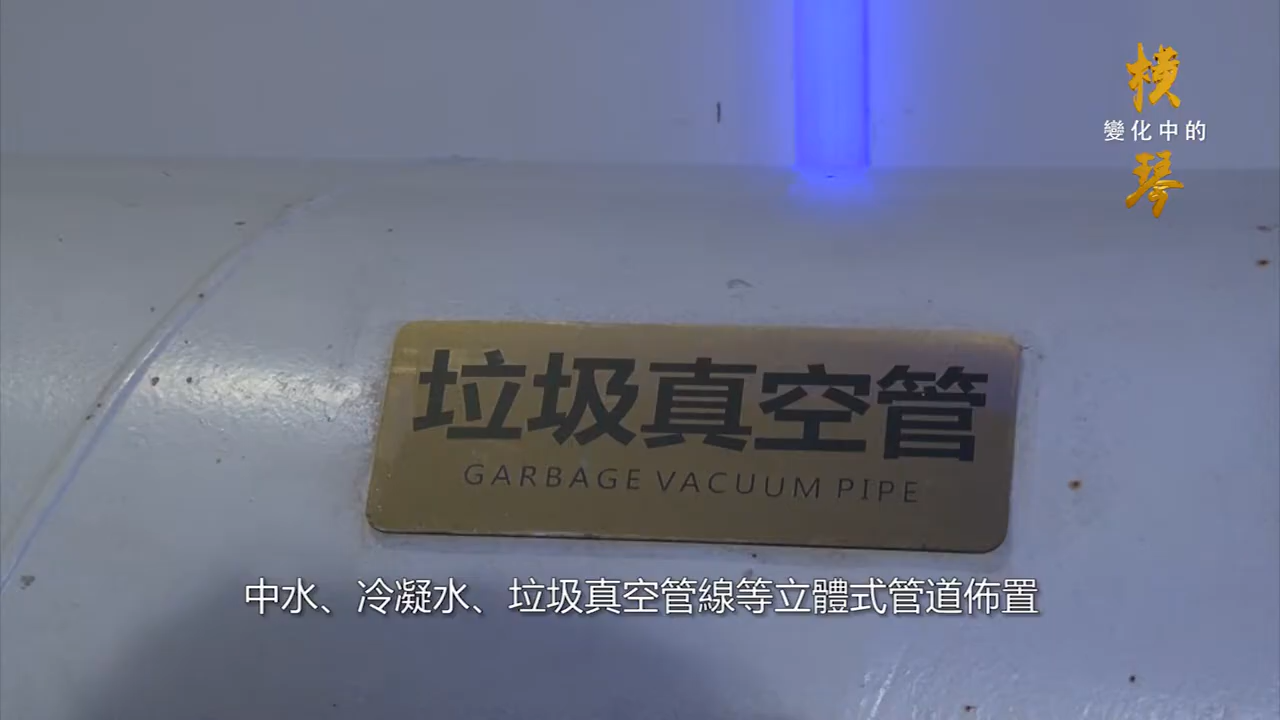 橫
變化中的
琴
垃圾真空管
GARBAGE VACUUM PIPE
中水、冷凝水、垃圾真空管線等立體式管道佈置